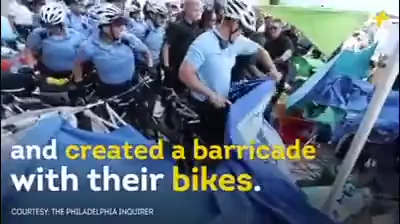 and created a barricade
with their bikes.
COURTESY: THE PHILADELPHIA INQUIRER